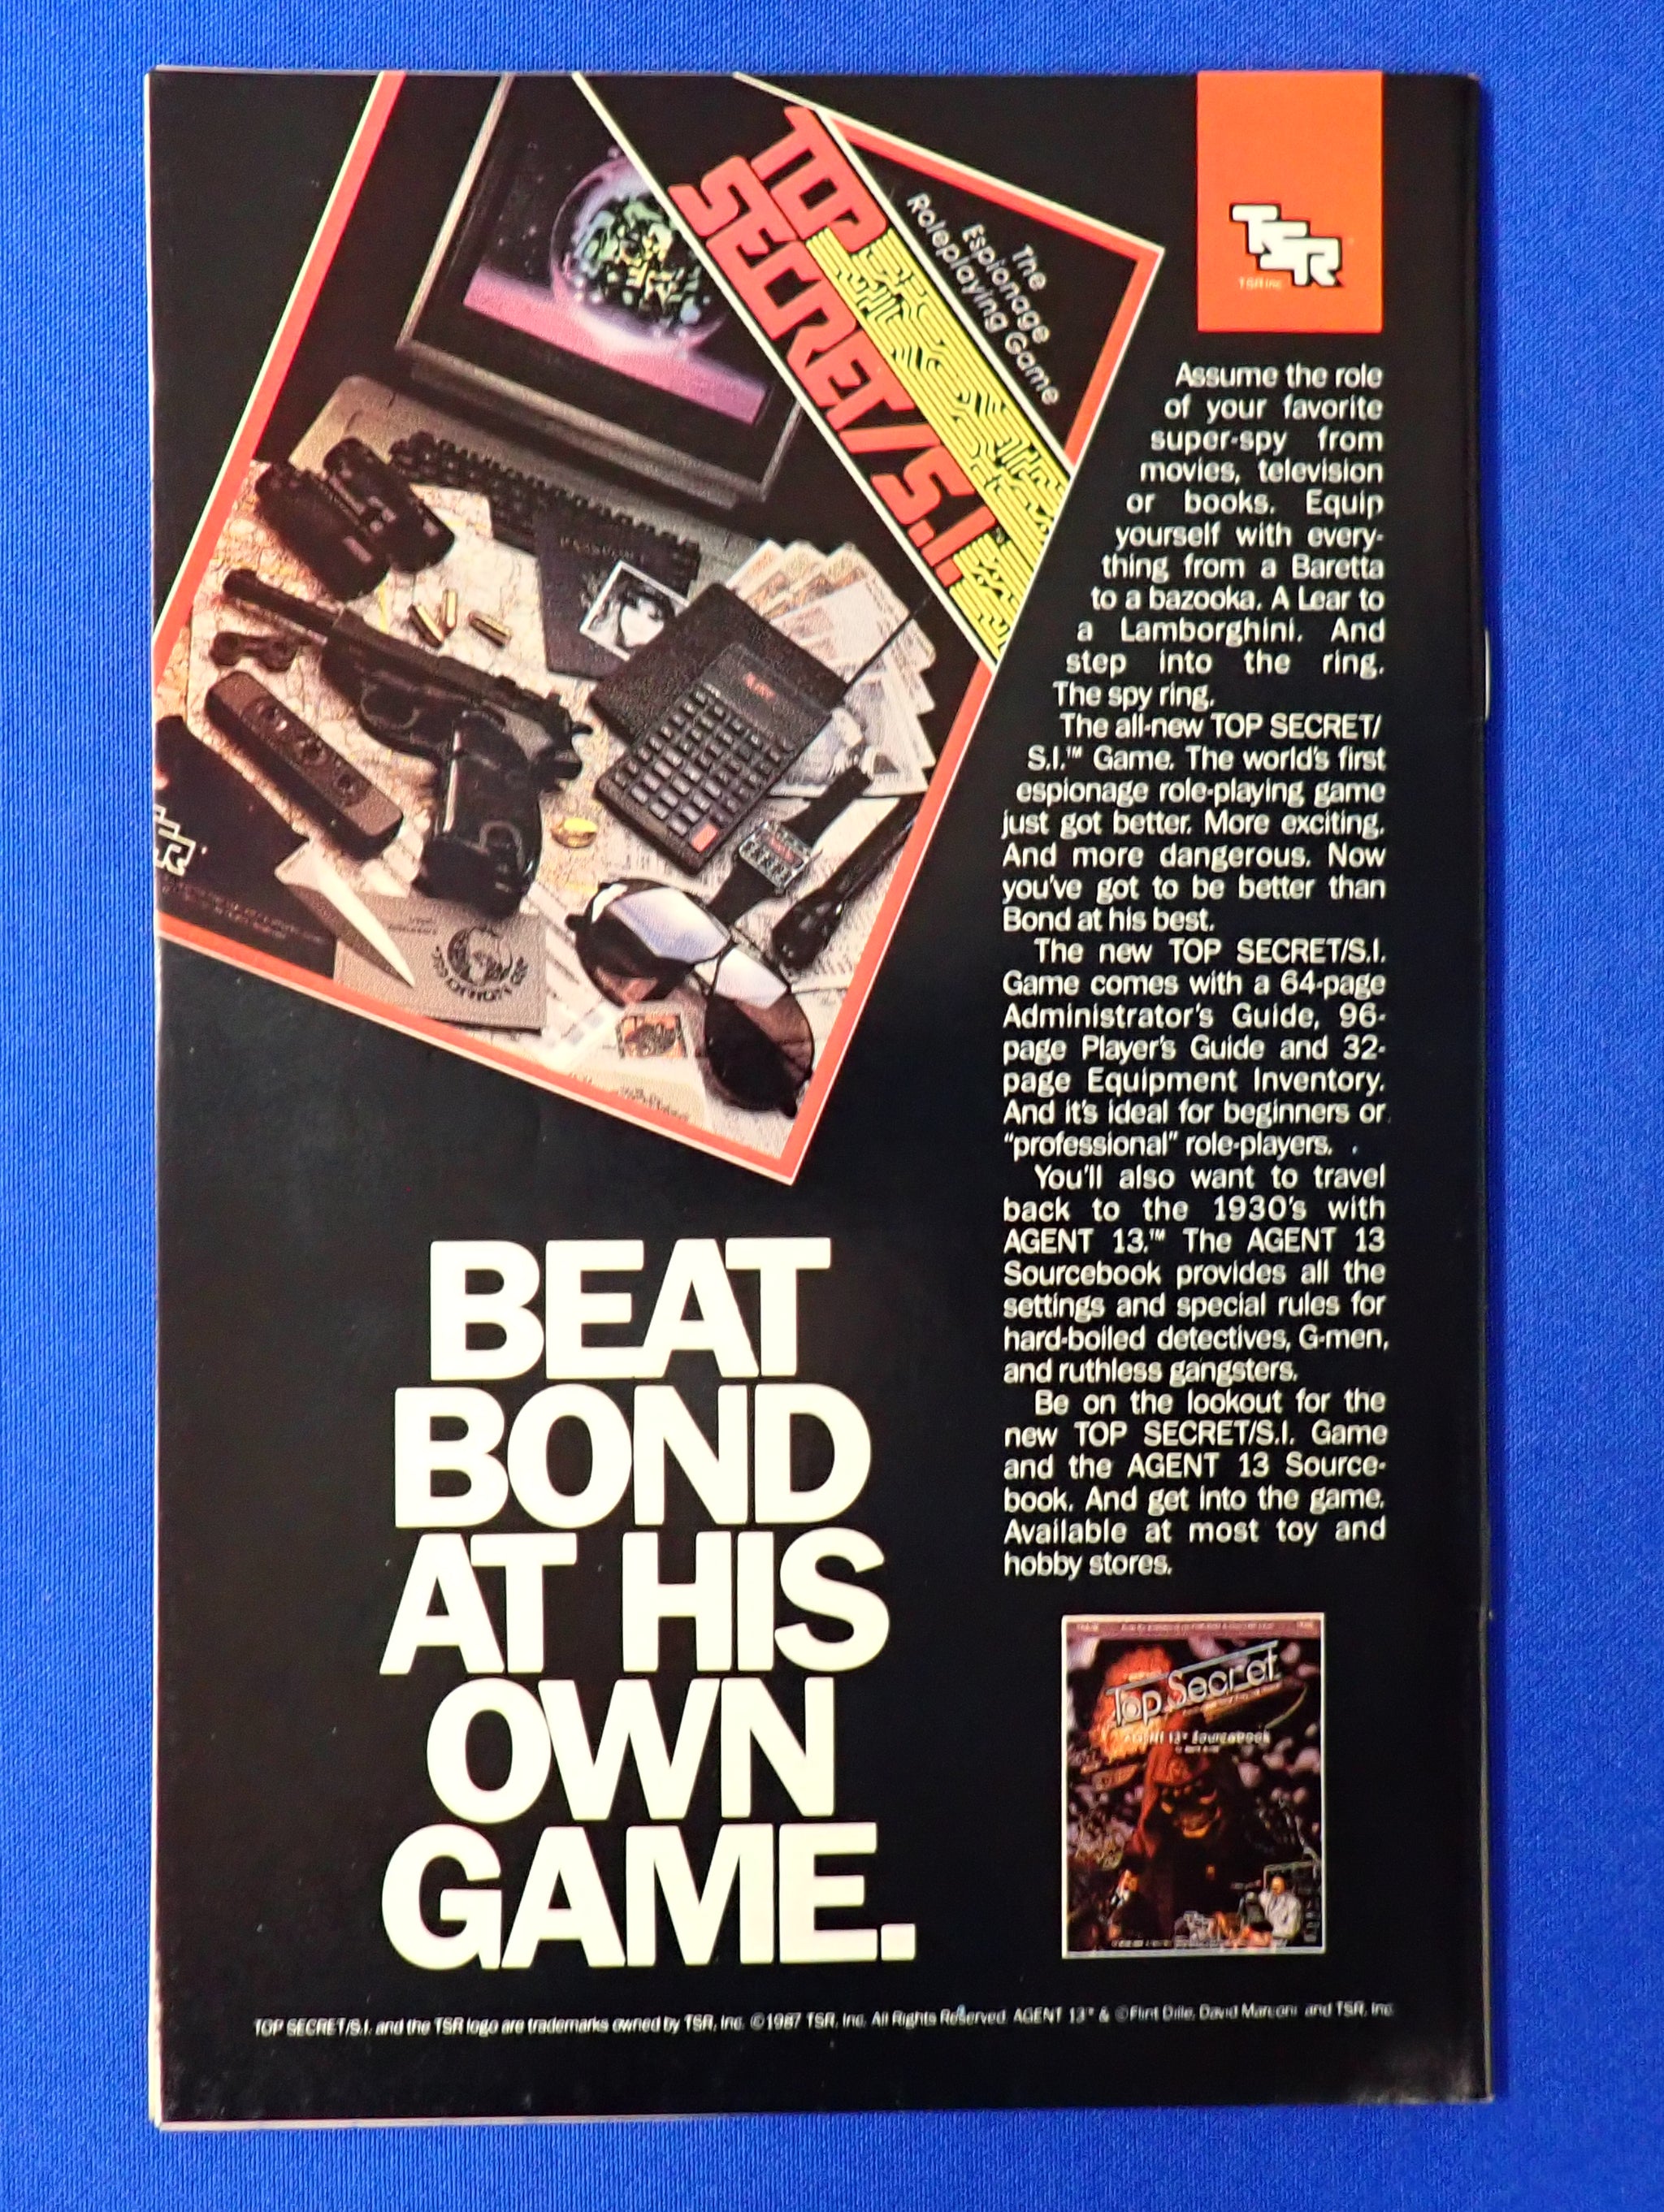 TOP
SECRET/S.I.™
The
Espionage
Roleplaying Game
TSR
TSR Inc.
Assume the role
of your favorite
super-spy from
movies, television
or books. Equip
yourself with every-
thing from a Baretta
to a bazooka. A Lear to
a Lamborghini. And
step into the ring.
The spy ring.
The all-new TOP SECRET/
S.I.™ Game. The world's first
espionage role-playing game
just got better. More exciting.
And more dangerous. Now
you've got to be better than
Bond at his best.
The new TOP SECRET/S.I.
Game comes with a 64-page
Administrator's Guide, 96-
page Player's Guide and 32-
page Equipment Inventory.
And it's ideal for beginners or
"professional" role-players.
You'll also want to travel
back to the 1930's with
AGENT 13.™ The AGENT 13
Sourcebook provides all the
settings and special rules for
hard-boiled detectives, G-men,
and ruthless gangsters.
Be on the lookout for the
new TOP SECRET/S.I. Game
and the AGENT 13 Source-
book. And get into the game.
Available at most toy and
hobby stores.
BEAT
BOND
AT HIS
OWN
GAME.
Top Secret
AGENT 13™ Sourcebook
TOP SECRET/S.I. and the TSR logo are trademarks owned by TSR, Inc. ©1987 TSR, Inc. All Rights Reserved. AGENT 13™ & ©Flint Dille, David Marconi and TSR, Inc.